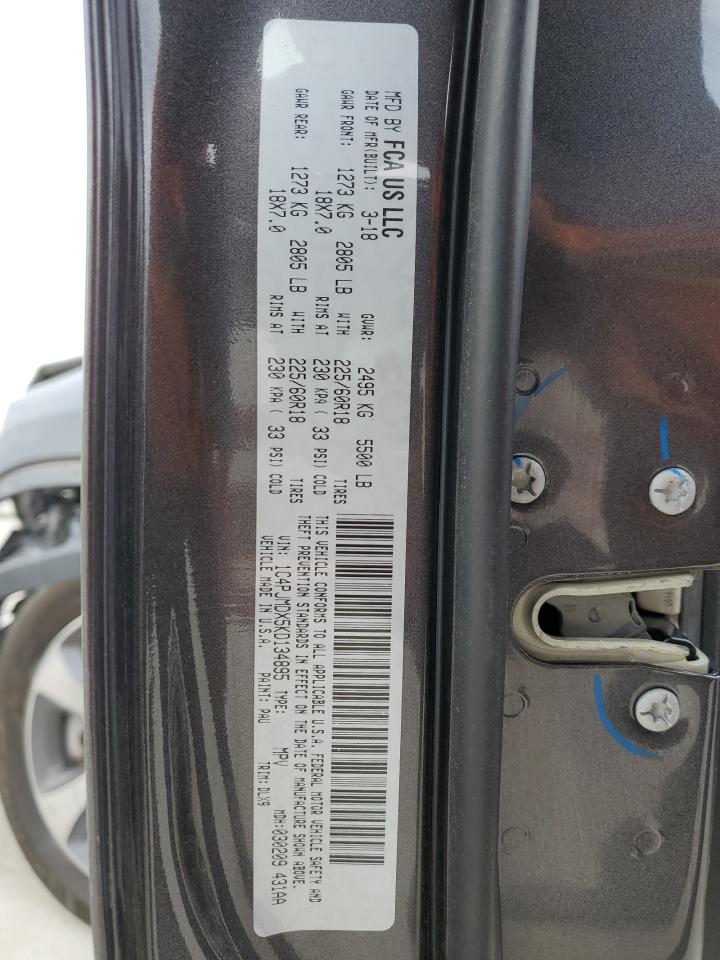 MFD BY FCA US LLC
DATE OF MFR(BUILT): 3-18 GVWR: 2495 KG 5500 LB
GAWR FRONT: 1273 KG 2805 LB WITH 225/60R18 TIRES
18X7.0 RIMS AT 230 KPA ( 33 PSI) COLD
GAWR REAR: 1273 KG 2805 LB WITH 225/60R18 TIRES
18X7.0 RIMS AT 230 KPA ( 33 PSI) COLD
THIS VEHICLE CONFORMS TO ALL APPLICABLE U.S.A. FEDERAL MOTOR VEHICLE SAFETY AND
THEFT PREVENTION STANDARDS IN EFFECT ON THE DATE OF MANUFACTURE SHOWN ABOVE.
VIN: 1C4PJMDX5KD134895 TYPE: MPV MDH:030209 431AA
VEHICLE MADE IN U.S.A. PAINT: PAU TRIM: DLX9